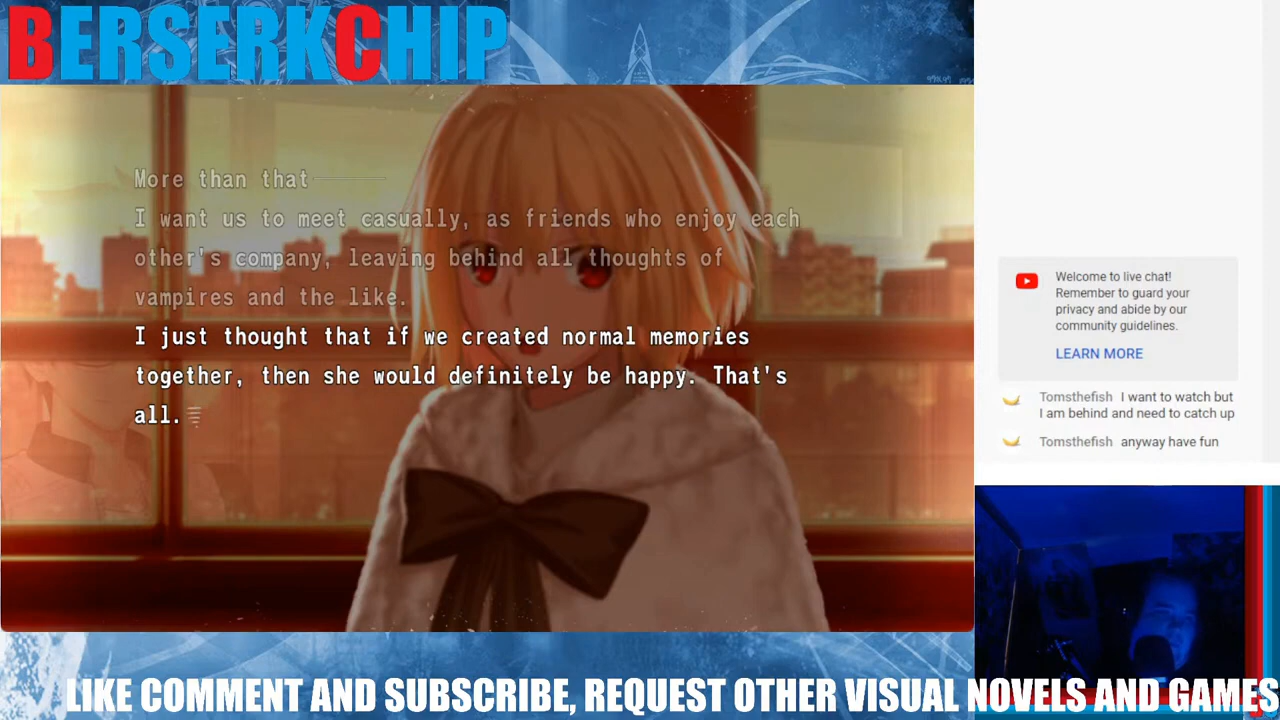 BERSERKCHIP
More than that────
I want us to meet casually, as friends who enjoy each
other's company, leaving behind all thoughts of
vampires and the like.
I just thought that if we created normal memories
together, then she would definitely be happy. That's
all.
Welcome to live chat!
Remember to guard your
privacy and abide by our
community guidelines.
LEARN MORE
Tomsthefish I want to watch but
I am behind and need to catch up
Tomsthefish anyway have fun
LIKE COMMENT AND SUBSCRIBE, REQUEST OTHER VISUAL NOVELS AND GAMES